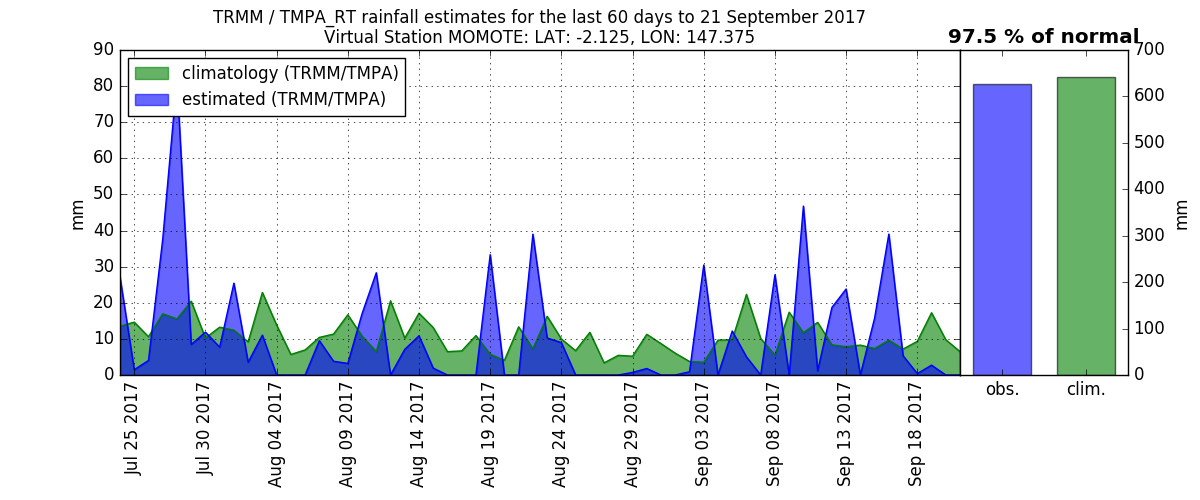 TRMM / TMPA_RT rainfall estimates for the last 60 days to 21 September 2017
Virtual Station MOMOTE: LAT: -2.125, LON: 147.375
97.5 % of normal
climatology (TRMM/TMPA)
estimated (TRMM/TMPA)
90
80
70
60
50
40
30
20
10
0
mm
Jul 25 2017
Jul 30 2017
Aug 04 2017
Aug 09 2017
Aug 14 2017
Aug 19 2017
Aug 24 2017
Aug 29 2017
Sep 03 2017
Sep 08 2017
Sep 13 2017
Sep 18 2017
obs.
clim.
700
600
500
400
300
200
100
0
mm